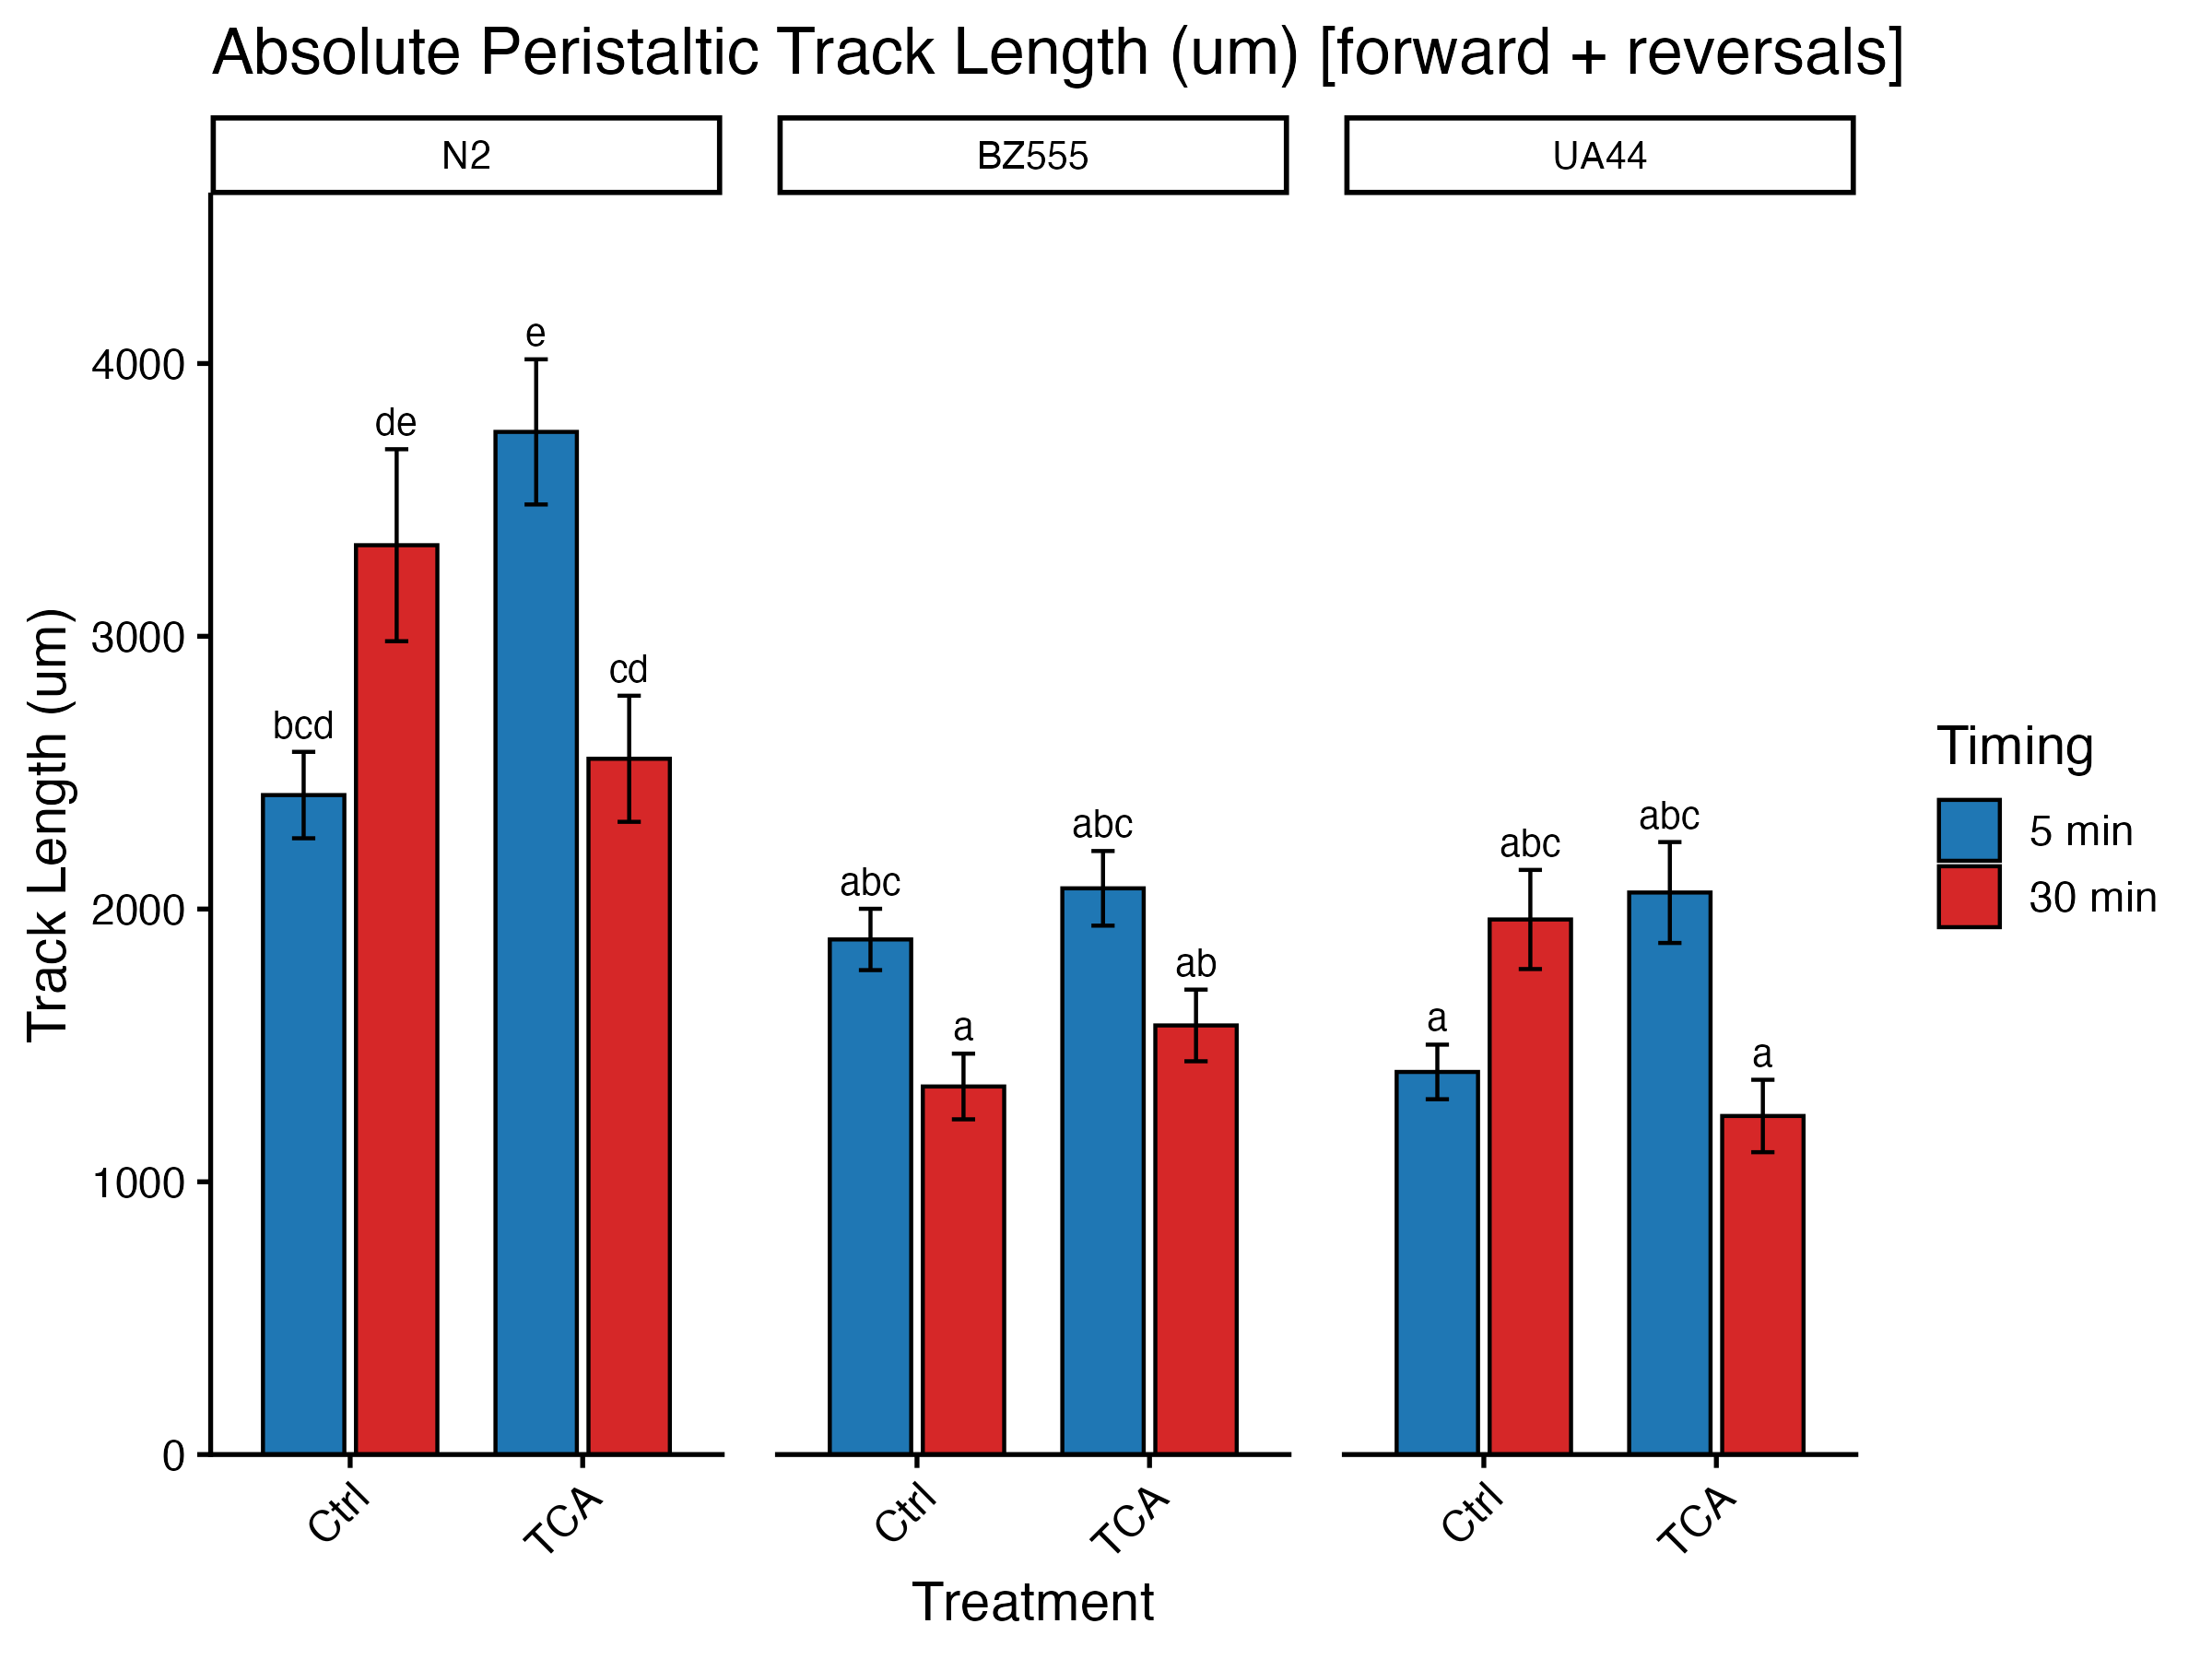 Absolute Peristaltic Track Length (um) [forward + reversals]
N2 BZ555 UA44
Track Length (um)
4000
3000
2000
1000
0
bcd de e cd
abc a abc ab
a abc abc a
Ctrl TCA Ctrl TCA Ctrl TCA
Treatment
Timing
5 min
30 min